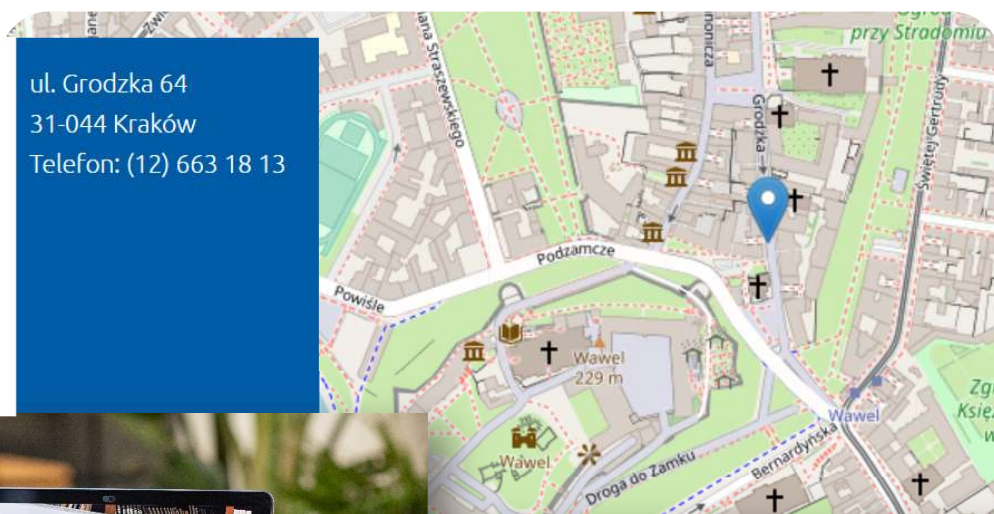 ul. Grodzka 64
31-044 Kraków
Telefon: (12) 663 18 13
przy Stradomiu
Straszewskiego
Grodzka
Świętej Gertrudy
Podzamcze
Powiśle
Wawel
229 m
Wawel
Wawel
Bernardyńska
Droga do Zamku